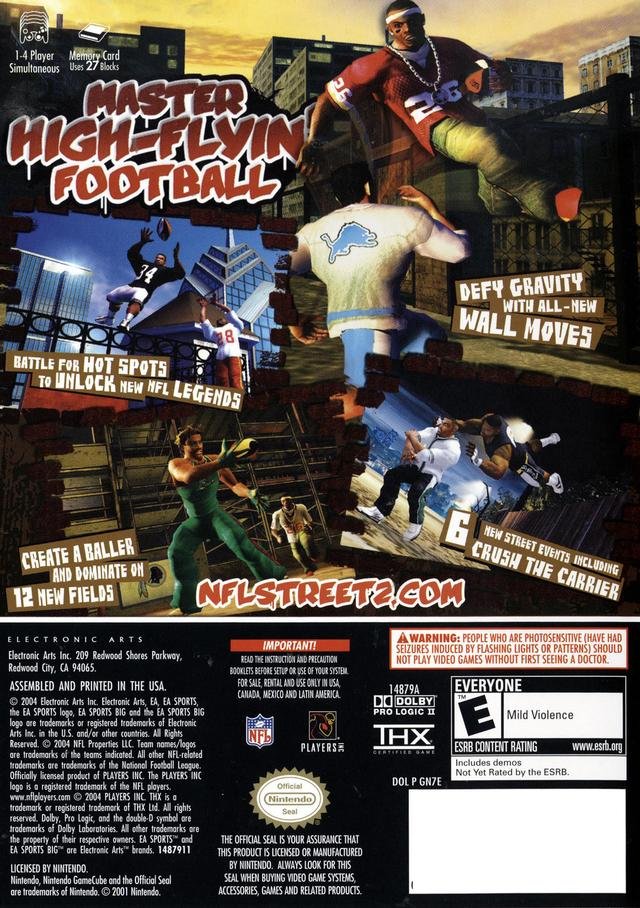 1-4 Player
Simultaneous
Memory Card
Uses 27 Blocks
MASTER
HIGH-FLYIN'
FOOTBALL
26
26
34
88
DEFY GRAVITY
WITH ALL-NEW
WALL MOVES
BATTLE FOR HOT SPOTS
TO UNLOCK NEW NFL LEGENDS
CREATE A BALLER
AND DOMINATE ON
12 NEW FIELDS
6 NEW STREET EVENTS INCLUDING
CRUSH THE CARRIER
NFLSTREET2.COM
ELECTRONIC ARTS
Electronic Arts Inc. 209 Redwood Shores Parkway,
Redwood City, CA 94065.
ASSEMBLED AND PRINTED IN THE USA.
© 2004 Electronic Arts Inc. Electronic Arts, EA, EA SPORTS,
the EA SPORTS logo, EA SPORTS BIG and the EA SPORTS BIG
logo are trademarks or registered trademarks of Electronic
Arts Inc. in the U.S. and/or other countries. All Rights
Reserved. © 2004 NFL Properties LLC. Team names/logos
are trademarks of the teams indicated. All other NFL-related
trademarks are trademarks of the National Football League.
Officially licensed product of PLAYERS INC. The PLAYERS INC
logo is a registered trademark of the NFL players.
www.nflplayers.com © 2004 PLAYERS INC. THX is a
trademark or registered trademark of THX Ltd. All rights
reserved. Dolby, Pro Logic, and the double-D symbol are
trademarks of Dolby Laboratories. All other trademarks are
the property of their respective owners. EA SPORTS™ and
EA SPORTS BIG™ are Electronic Arts™ brands. 1487911
LICENSED BY NINTENDO.
Nintendo, Nintendo GameCube and the Official Seal
are trademarks of Nintendo. © 2001 Nintendo.
IMPORTANT!
READ THE INSTRUCTION AND PRECAUTION
BOOKLETS BEFORE SETUP OR USE OF YOUR SYSTEM.
FOR SALE, RENTAL AND USE ONLY IN USA,
CANADA, MEXICO AND LATIN AMERICA.
NFL
PLAYERS INC
Official
Nintendo
Seal
THE OFFICIAL SEAL IS YOUR ASSURANCE THAT
THIS PRODUCT IS LICENSED OR MANUFACTURED
BY NINTENDO. ALWAYS LOOK FOR THIS
SEAL WHEN BUYING VIDEO GAME SYSTEMS,
ACCESSORIES, GAMES AND RELATED PRODUCTS.
WARNING: PEOPLE WHO ARE PHOTOSENSITIVE (HAVE HAD
SEIZURES INDUCED BY FLASHING LIGHTS OR PATTERNS) SHOULD
NOT PLAY VIDEO GAMES WITHOUT FIRST SEEING A DOCTOR.
14879A
DOLBY
PRO LOGIC II
THX
CERTIFIED GAME
DOL P GN7E
EVERYONE
E
TM
Mild Violence
ESRB CONTENT RATING www.esrb.org
Includes demos
Not Yet Rated by the ESRB.